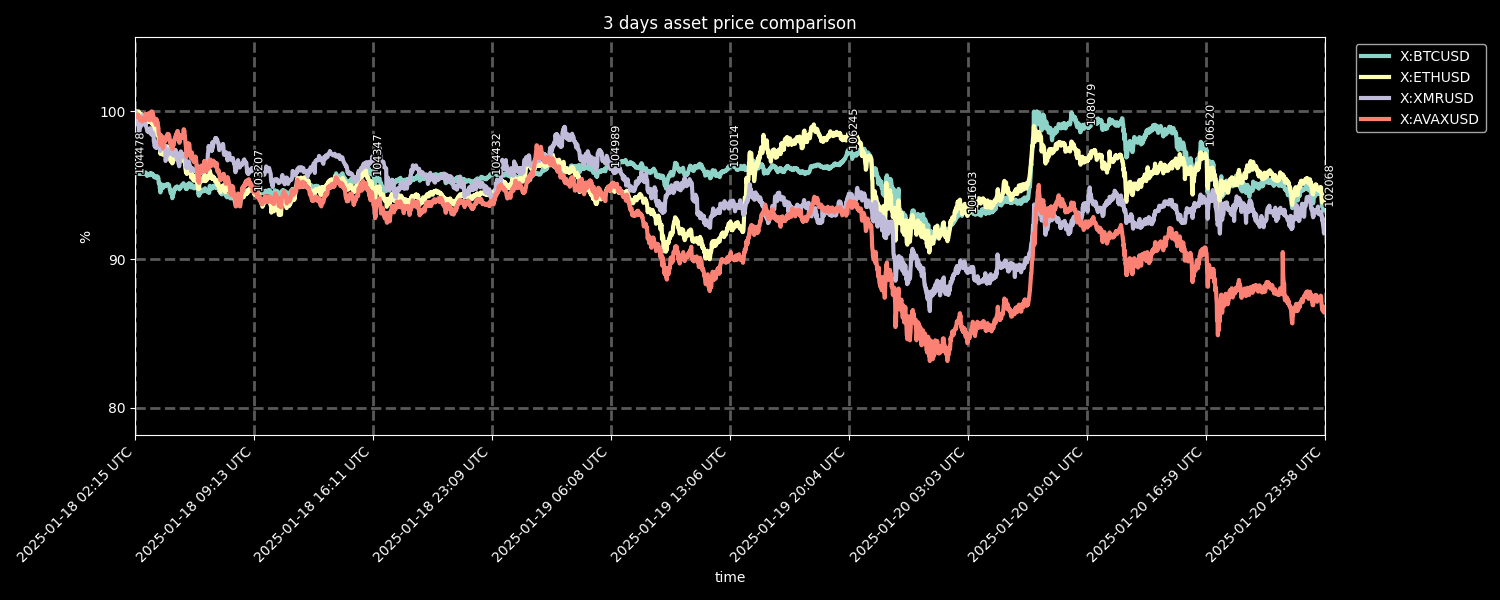 3 days asset price comparison
X:BTCUSD
X:ETHUSD
X:XMRUSD
X:AVAXUSD
100
90
80
%
104478
103207
104347
104432
104989
105014
106245
101603
108079
106520
102068
2025-01-18 02:15 UTC
2025-01-18 09:13 UTC
2025-01-18 16:11 UTC
2025-01-18 23:09 UTC
2025-01-19 06:08 UTC
2025-01-19 13:06 UTC
2025-01-19 20:04 UTC
2025-01-20 03:03 UTC
2025-01-20 10:01 UTC
2025-01-20 16:59 UTC
2025-01-20 23:58 UTC
time